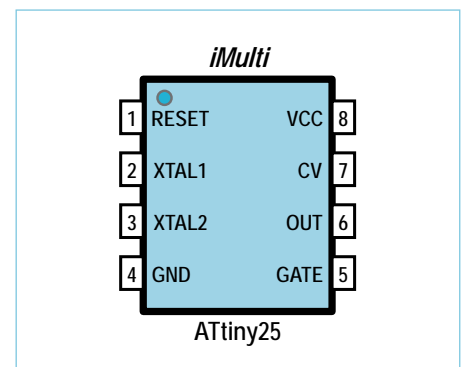 iMulti
1 RESET VCC 8
2 XTAL1 CV 7
3 XTAL2 OUT 6
4 GND GATE 5
ATtiny25